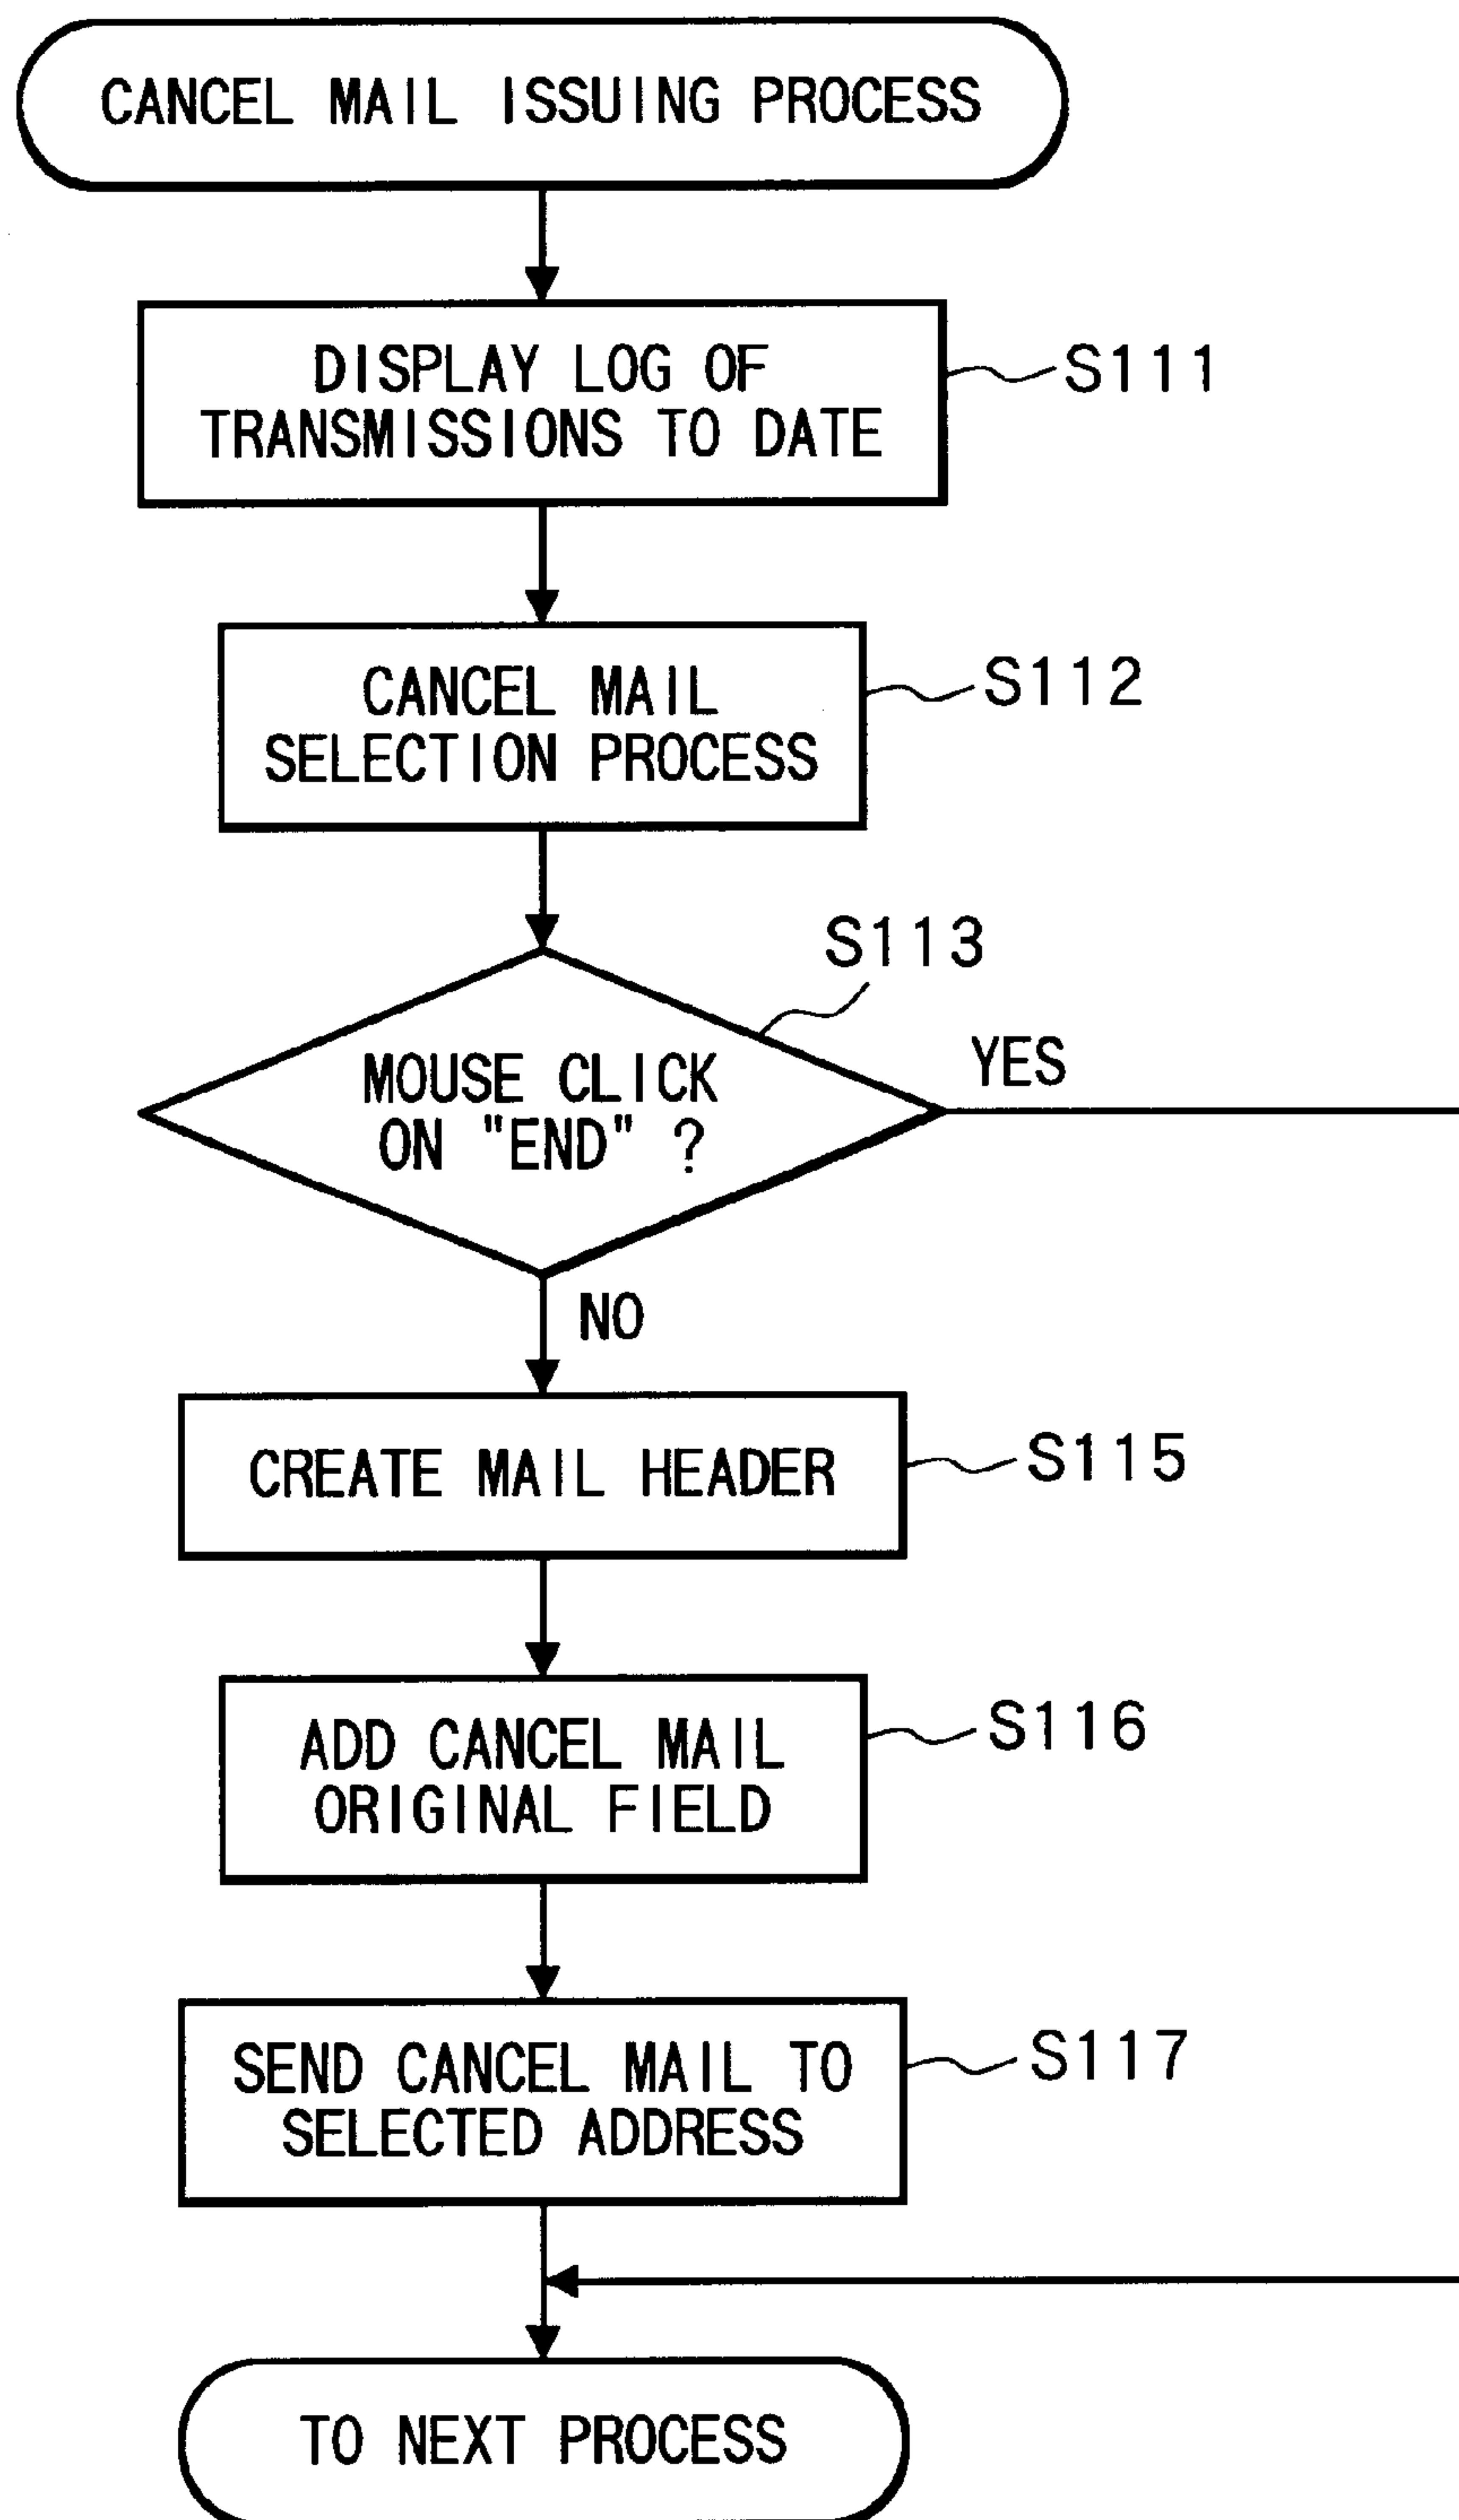 CANCEL MAIL ISSUING PROCESS
DISPLAY LOG OF
TRANSMISSIONS TO DATE
S111
CANCEL MAIL
SELECTION PROCESS
S112
S113
MOUSE CLICK
ON "END" ?
YES
NO
CREATE MAIL HEADER
S115
ADD CANCEL MAIL
ORIGINAL FIELD
S116
SEND CANCEL MAIL TO
SELECTED ADDRESS
S117
TO NEXT PROCESS